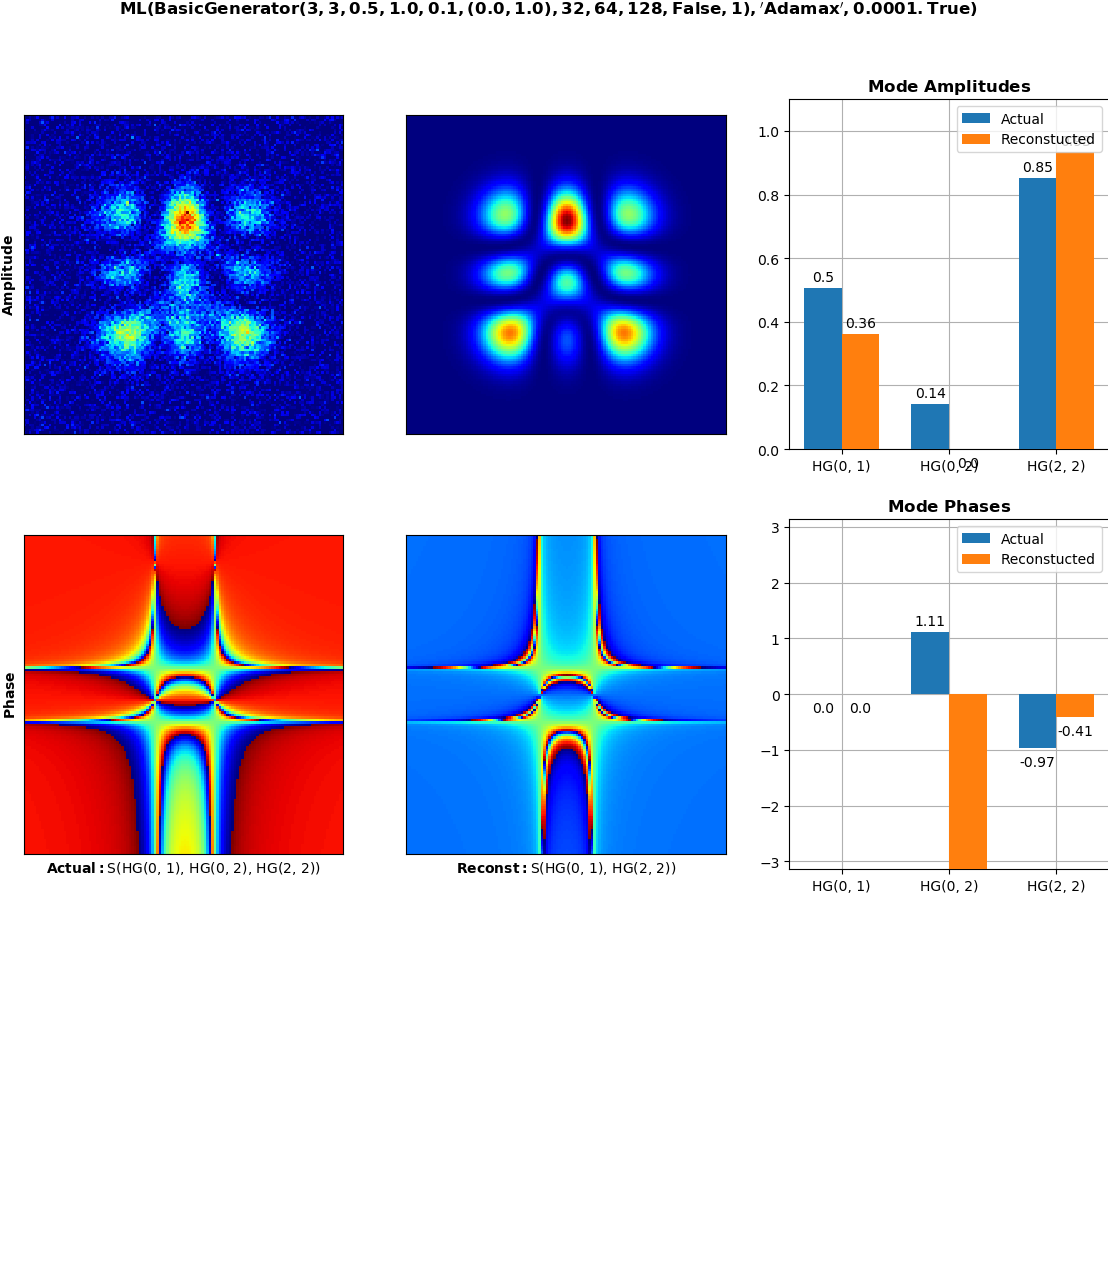 ML(BasicGenerator(3, 3, 0.5, 1.0, 0.1, (0.0, 1.0), 32, 64, 128, False, 1), 'Adamax', 0.0001. True)
Amplitude
Mode Amplitudes
Actual
Reconstucted
1.0
0.8
0.6
0.4
0.2
0.0
0.5
0.36
0.14
0.0
0.85
HG(0, 1)
HG(0, 2)
HG(2, 2)
Phase
Actual: S(HG(0, 1), HG(0, 2), HG(2, 2))
Reconst: S(HG(0, 1), HG(2, 2))
Mode Phases
Actual
Reconstucted
3
2
1
0
−1
−2
−3
0.0
0.0
1.11
-0.97
-0.41
HG(0, 1)
HG(0, 2)
HG(2, 2)